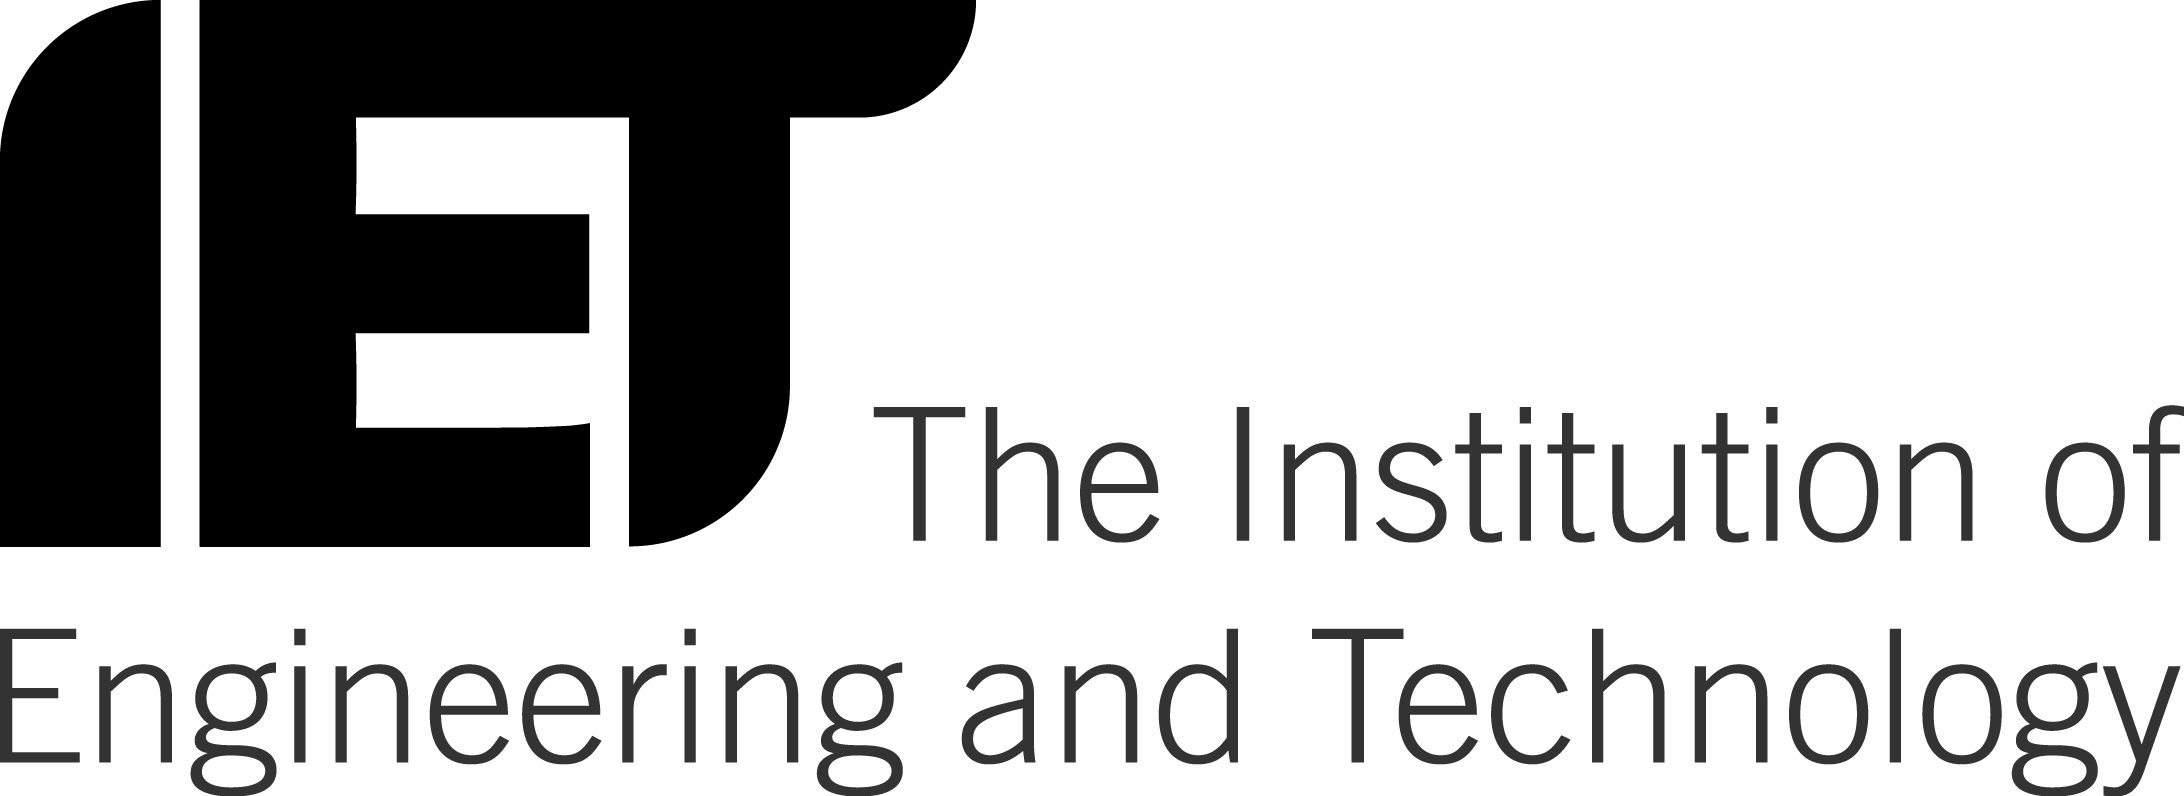 IET
The Institution of
Engineering and Technology